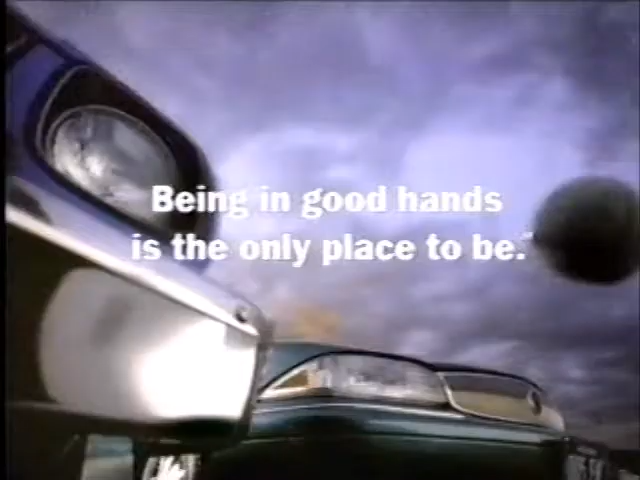 Being in good hands
is the only place to be.